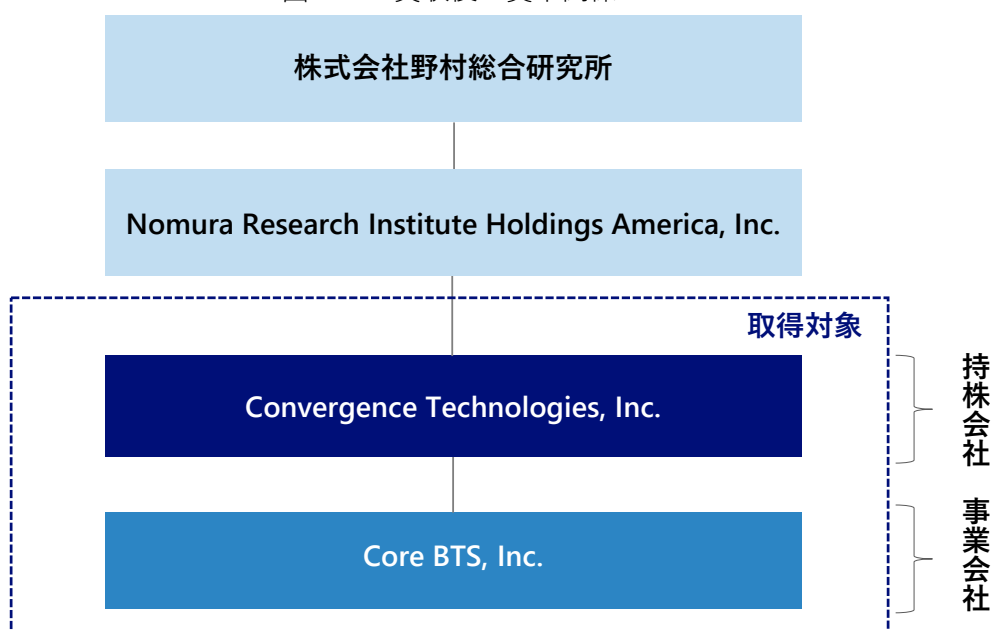 株式会社野村総合研究所
Nomura Research Institute Holdings America, Inc.
取得対象
Convergence Technologies, Inc.
持株会社
Core BTS, Inc.
事業会社